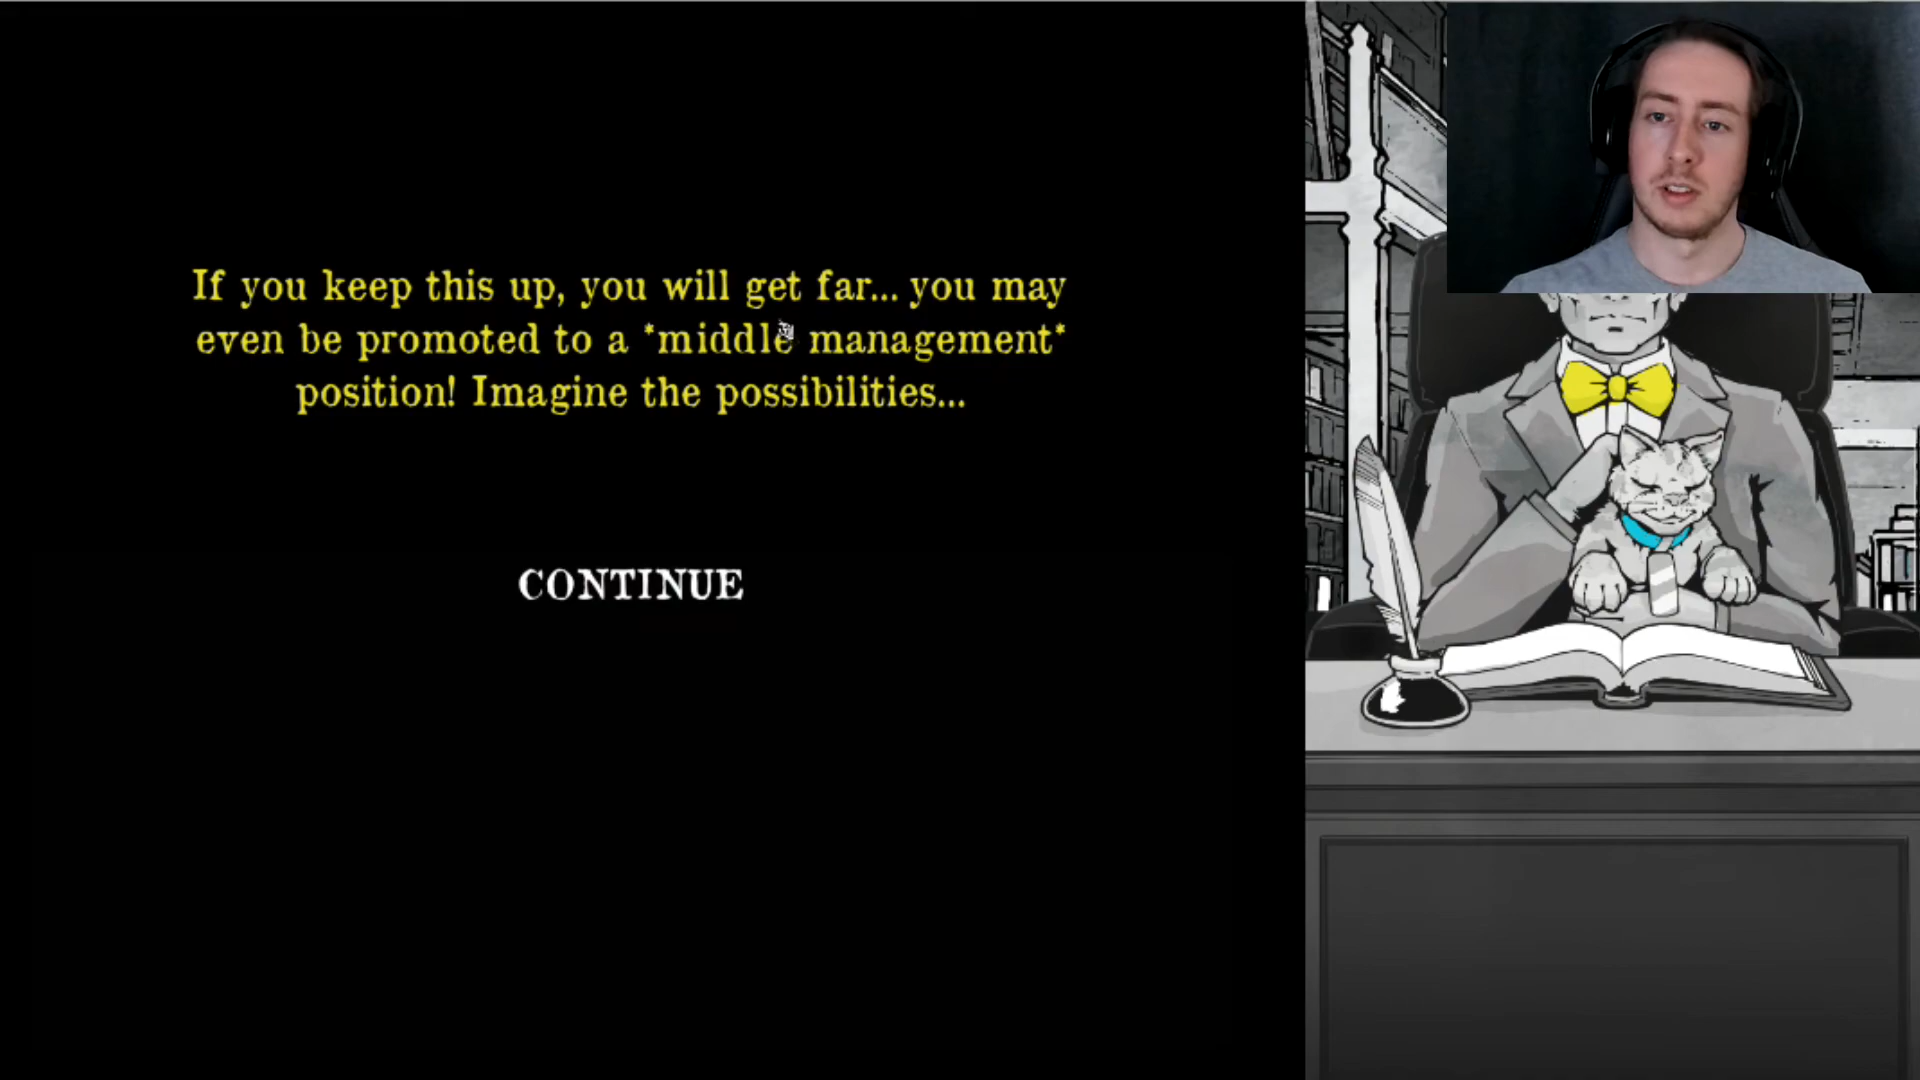 If you keep this up, you will get far... you may
even be promoted to a *middle management*
position! Imagine the possibilities...
CONTINUE